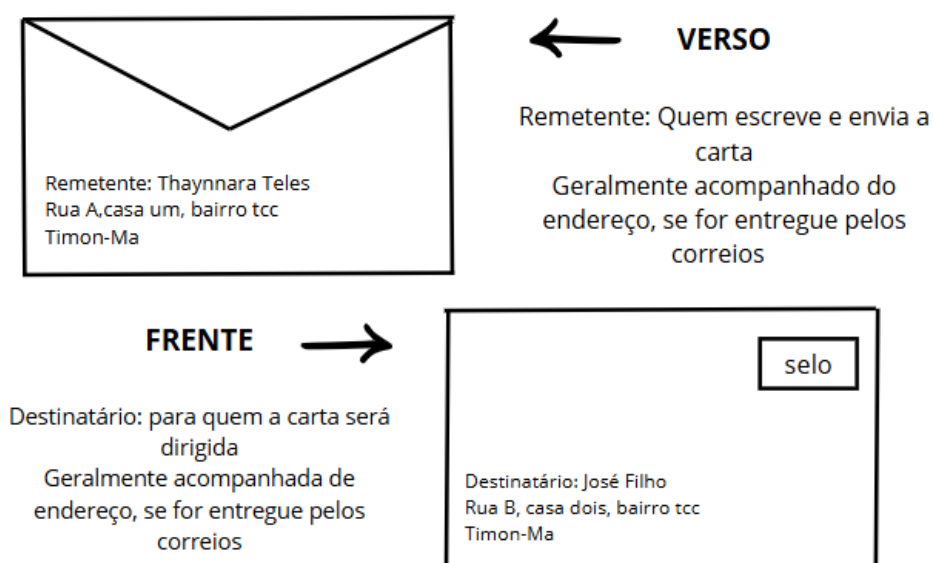 VERSO
Remetente: Quem escreve e envia a
carta
Geralmente acompanhado do
endereço, se for entregue pelos
correios
Remetente: Thaynnara Teles
Rua A,casa um, bairro tcc
Timon-Ma
FRENTE
Destinatário: para quem a carta será
dirigida
Geralmente acompanhada de
endereço, se for entregue pelos
correios
selo
Destinatário: José Filho
Rua B, casa dois, bairro tcc
Timon-Ma